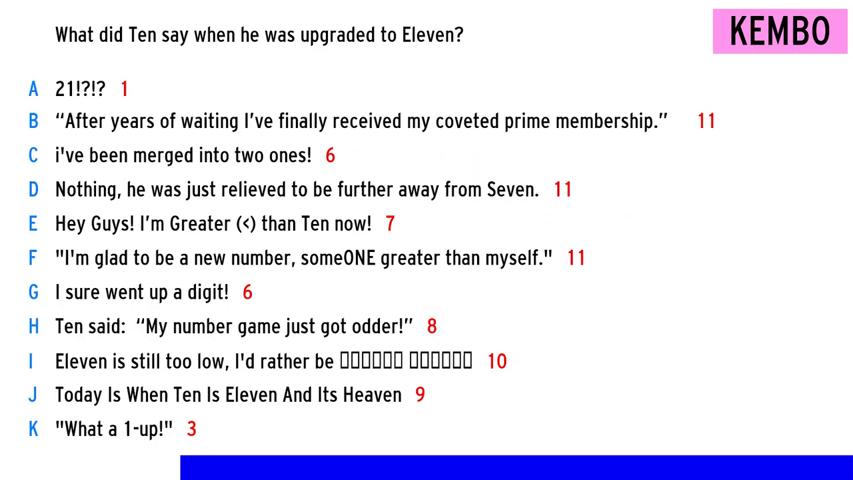 What did Ten say when he was upgraded to Eleven?
KEMBO
A 21!?!? 1
B “After years of waiting I’ve finally received my coveted prime membership.” 11
C i've been merged into two ones! 6
D Nothing, he was just relieved to be further away from Seven. 11
E Hey Guys! I’m Greater (<) than Ten now! 7
F "I'm glad to be a new number, someONE greater than myself." 11
G I sure went up a digit! 6
H Ten said: “My number game just got odder!” 8
I Eleven is still too low, I'd rather be ▯▯▯▯▯▯ ▯▯▯▯▯▯ 10
J Today Is When Ten Is Eleven And Its Heaven 9
K "What a 1-up!" 3